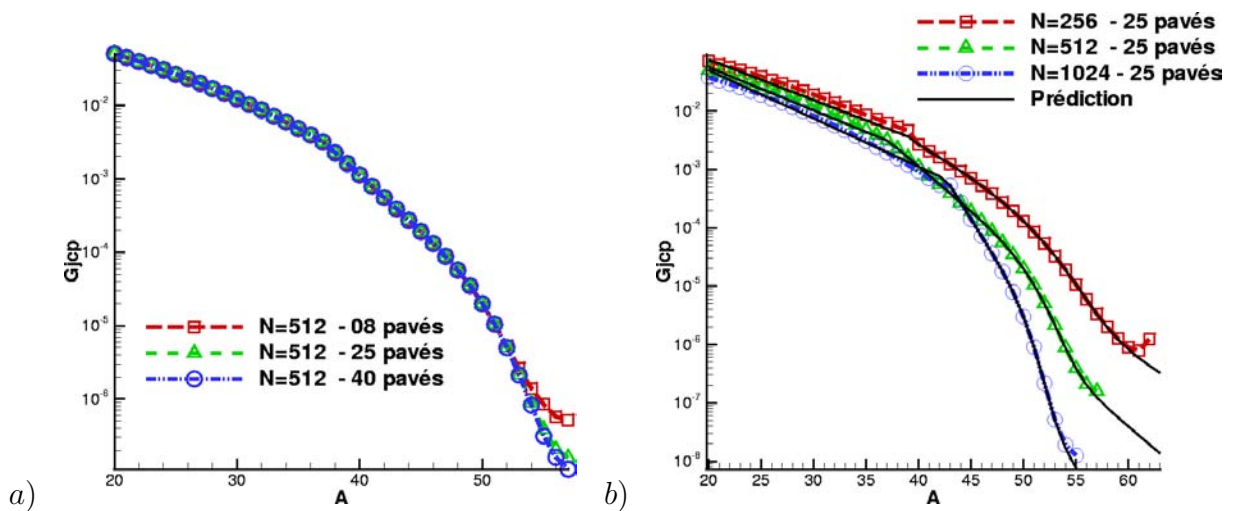 10^-2
10^-3
10^-4
10^-5
10^-6
Gjcp
N=512 - 08 pavés
N=512 - 25 pavés
N=512 - 40 pavés
20 30 40 50
A
a)
N=256 - 25 pavés
N=512 - 25 pavés
N=1024 - 25 pavés
Prédiction
10^-2
10^-3
10^-4
10^-5
10^-6
10^-7
10^-8
Gjcp
20 25 30 35 40 45 50 55 60
A
b)